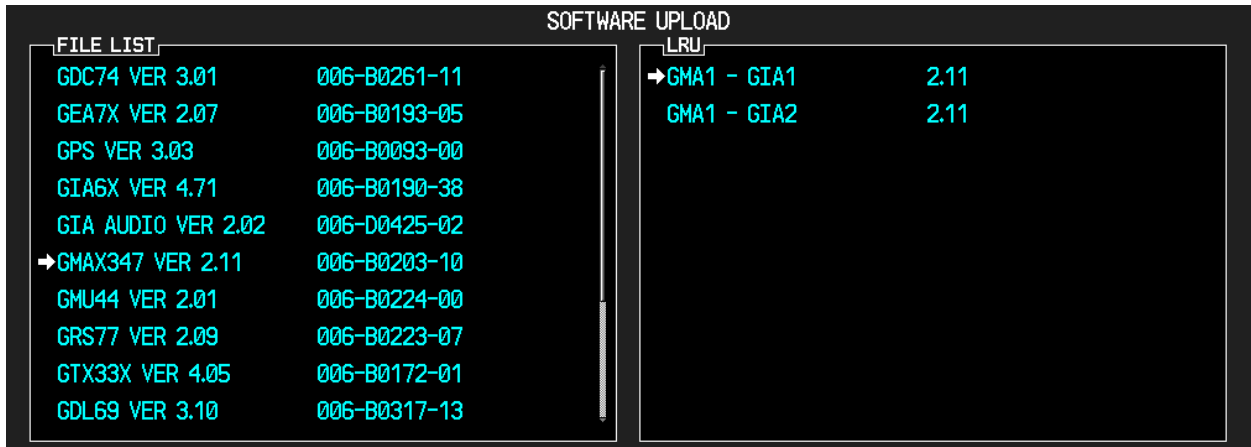 SOFTWARE UPLOAD
FILE LIST
GDC74 VER 3.01 006-B0261-11
GEA7X VER 2.07 006-B0193-05
GPS VER 3.03 006-B0093-00
GIA6X VER 4.71 006-B0190-38
GIA AUDIO VER 2.02 006-D0425-02
GMAX347 VER 2.11 006-B0203-10
GMU44 VER 2.01 006-B0224-00
GRS77 VER 2.09 006-B0223-07
GTX33X VER 4.05 006-B0172-01
GDL69 VER 3.10 006-B0317-13
LRU
GMA1 - GIA1 2.11
GMA1 - GIA2 2.11